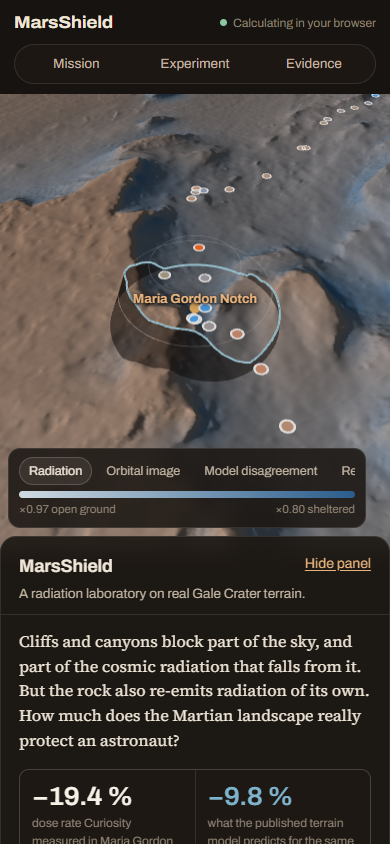 MarsShield
Calculating in your browser
Mission
Experiment
Evidence
Maria Gordon Notch
Radiation
Orbital image
Model disagreement
Re
×0.97 open ground
×0.80 sheltered
MarsShield
Hide panel
A radiation laboratory on real Gale Crater terrain.
Cliffs and canyons block part of the sky, and
part of the cosmic radiation that falls from it.
But the rock also re-emits radiation of its own.
How much does the Martian landscape really
protect an astronaut?
−19.4 %
dose rate Curiosity
measured in Maria Gordon
−9.8 %
what the published terrain
model predicts for the same